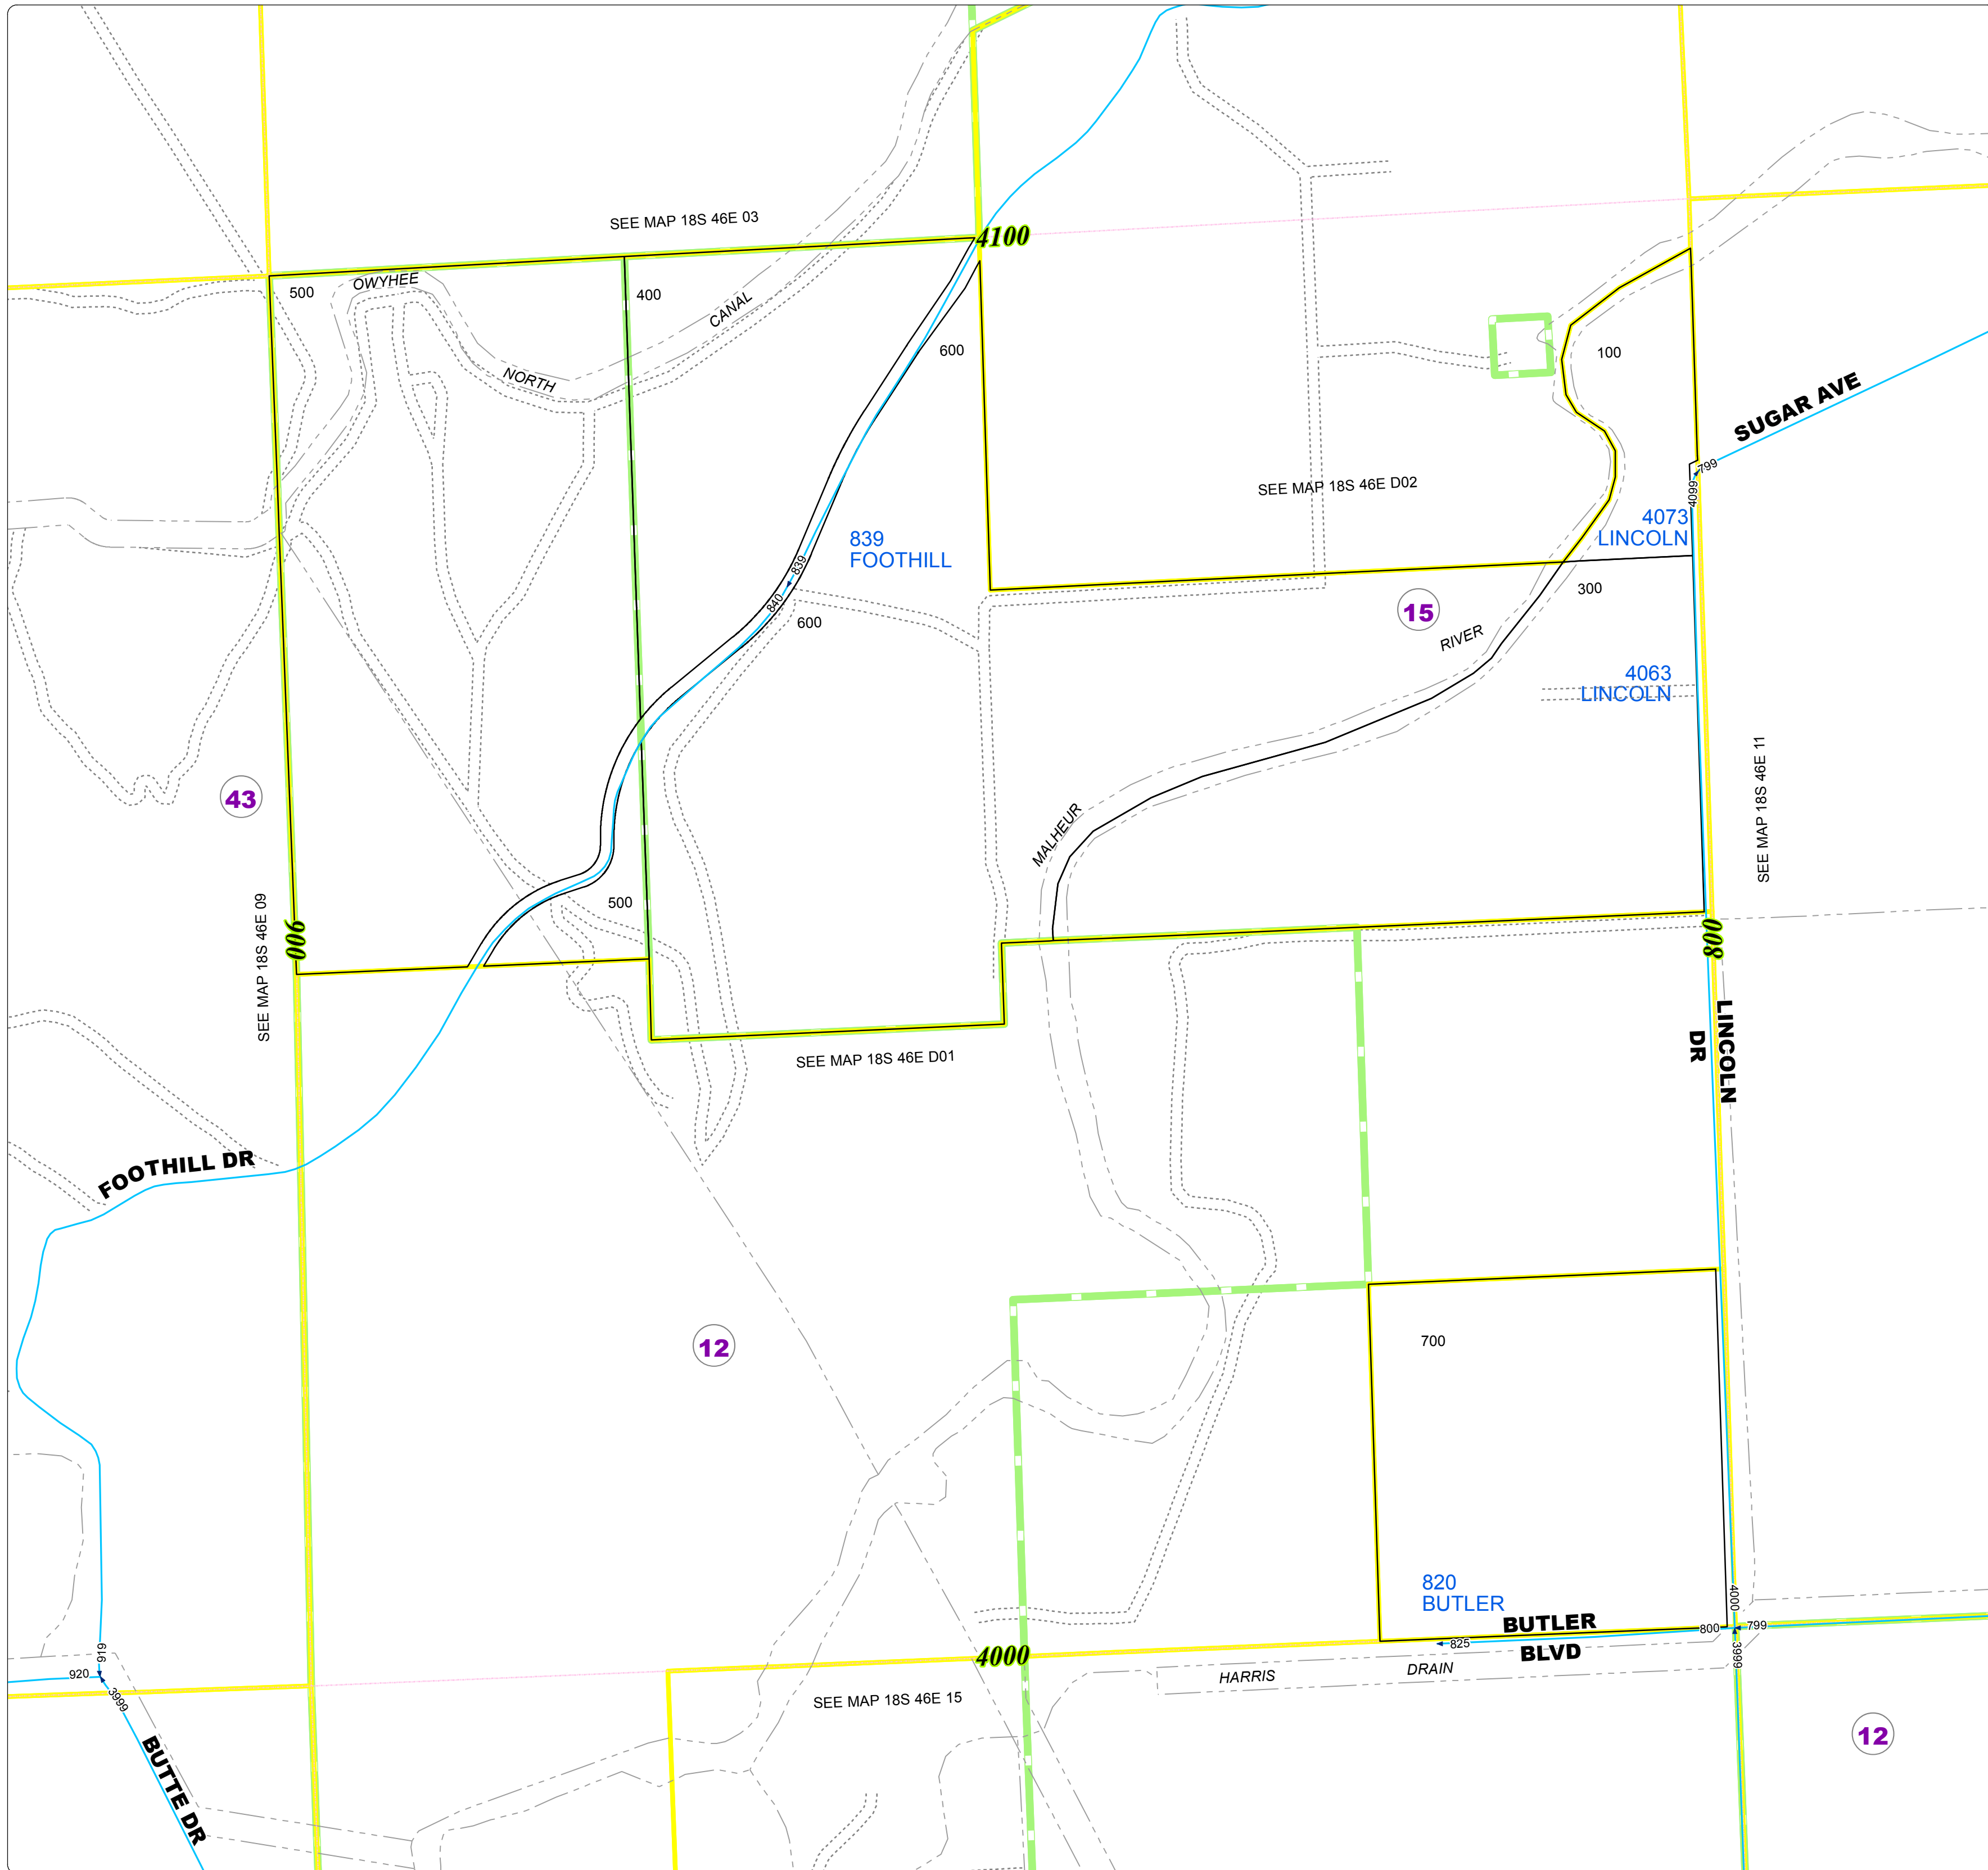 SEE MAP 18S 46E 03
4100
500
OWYHEE
400
CANAL
600
NORTH
100
SUGAR AVE
799
4099
SEE MAP 18S 46E D02
4073
LINCOLN
839
FOOTHILL
839
840
600
300
15
RIVER
4063
LINCOLN
43
SEE MAP 18S 46E 11
MALHEUR
500
SEE MAP 18S 46E 09
900
800
SEE MAP 18S 46E D01
LINCOLN
DR
FOOTHILL DR
12
700
820
BUTLER
4000
BUTLER
BLVD
800
799
825
3999
4000
HARRIS
DRAIN
SEE MAP 18S 46E 15
919
920
3999
BUTTE DR
12